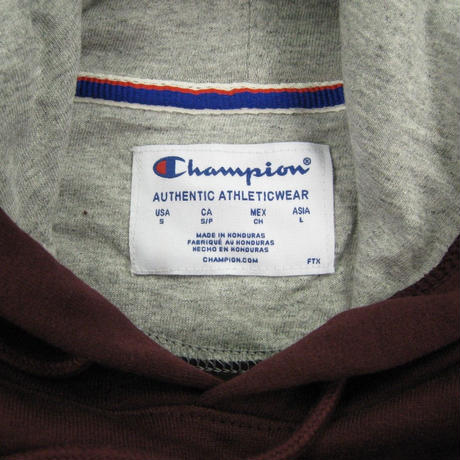 Champion®
AUTHENTIC ATHLETICWEAR
USA CA MEX ASIA
S S/P CH L
MADE IN HONDURAS
FABRIQUÉ AU HONDURAS
HECHO EN HONDURAS
CHAMPION.COM
FTX